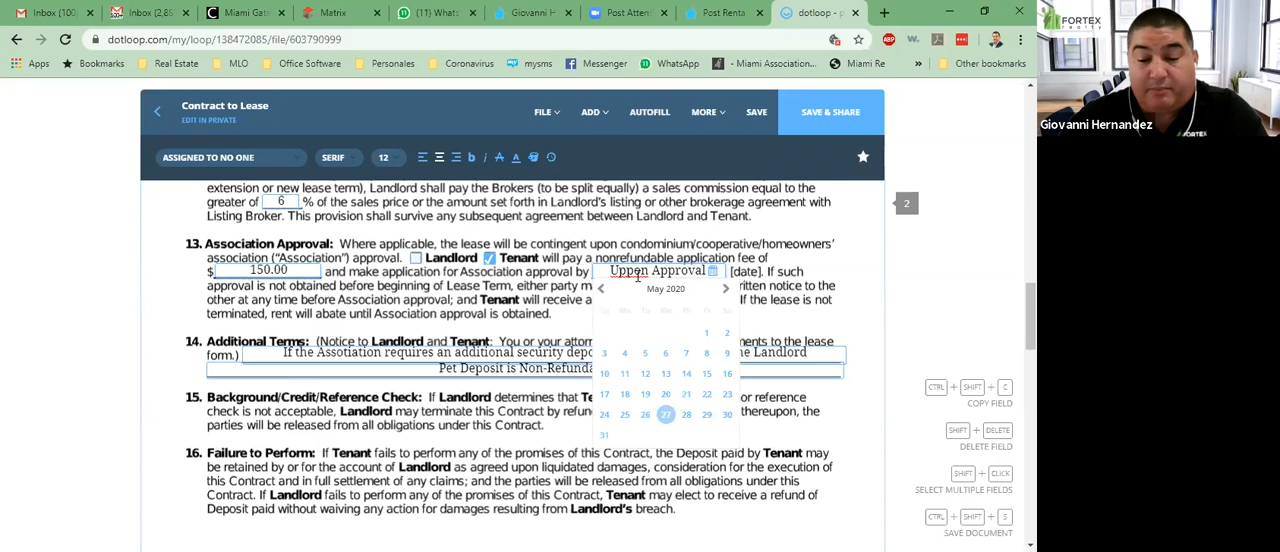 Inbox (100
Inbox (2,88
Miami Gate
Matrix
(11) Whats
Giovanni F
Post Attem
Post Renta
dotloop - p
dotloop.com/my/loop/138472085/file/603790999
Apps
Bookmarks
Real Estate
MLO
Office Software
Personales
Coronavirus
mysms
Messenger
WhatsApp
- Miami Association...
Miami Re
Other bookmarks
Contract to Lease
EDIT IN PRIVATE
FILE
ADD
AUTOFILL
MORE
SAVE
SAVE & SHARE
ASSIGNED TO NO ONE
SERIF
12
extension or new lease term), Landlord shall pay the Brokers (to be split equally) a sales commission equal to the
greater of 6 % of the sales price or the amount set forth in Landlord's listing or other brokerage agreement with
Listing Broker. This provision shall survive any subsequent agreement between Landlord and Tenant.
2
13. Association Approval: Where applicable, the lease will be contingent upon condominium/cooperative/homeowners'
association ("Association") approval. Landlord Tenant will pay a nonrefundable application fee of
$ 150.00 and make application for Association approval by Uppen Approval [date]. If such
approval is not obtained before beginning of Lease Term, either party m ritten notice to the
other at any time before Association approval; and Tenant will receive a If the lease is not
terminated, rent will abate until Association approval is obtained.
May 2020
1 2
3 4 5 6 7 8 9
10 11 12 13 14 15 16
17 18 19 20 21 22 23
24 25 26 27 28 29 30
31
14. Additional Terms: (Notice to Landlord and Tenant: You or your attor ments to the lease
form.) If the Assotiation requires an additional security depo ne Landlord
Pet Deposit is Non-Refunda
15. Background/Credit/Reference Check: If Landlord determines that Te or reference
check is not acceptable, Landlord may terminate this Contract by refun thereupon, the
parties will be released from all obligations under this Contract.
16. Failure to Perform: If Tenant fails to perform any of the promises of this Contract, the Deposit paid by Tenant may
be retained by or for the account of Landlord as agreed upon liquidated damages, consideration for the execution of
this Contract and in full settlement of any claims; and the parties will be released from all obligations under this
Contract. If Landlord fails to perform any of the promises of this Contract, Tenant may elect to receive a refund of
Deposit paid without waiving any action for damages resulting from Landlord's breach.
CTRL + SHIFT + C
COPY FIELD
SHIFT + DELETE
DELETE FIELD
SHIFT + CLICK
SELECT MULTIPLE FIELDS
CTRL + SHIFT + S
SAVE DOCUMENT
FORTEX
realty
Giovanni Hernandez
FORTEX